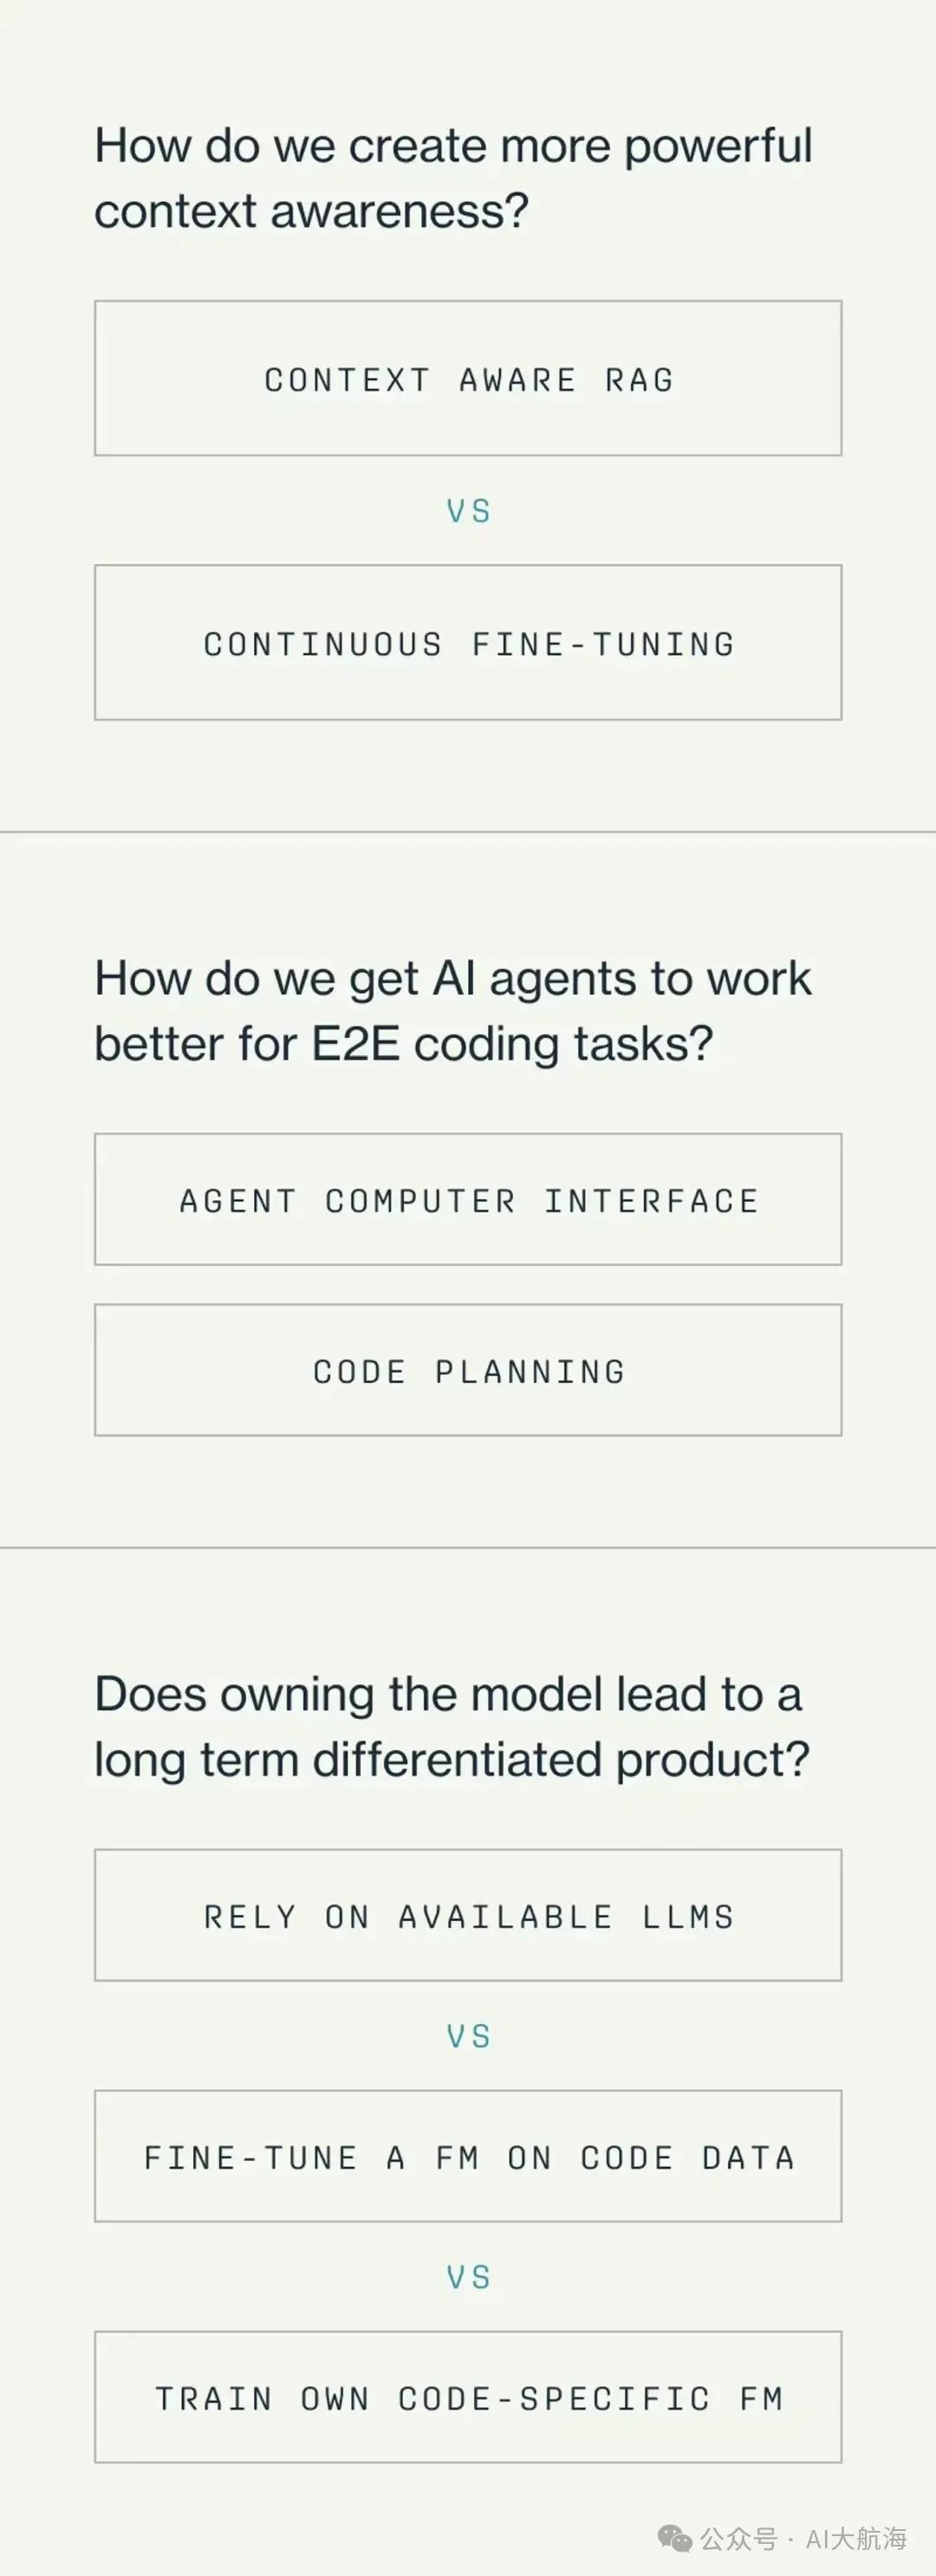 How do we create more powerful
context awareness?
CONTEXT AWARE RAG
VS
CONTINUOUS FINE-TUNING
How do we get AI agents to work
better for E2E coding tasks?
AGENT COMPUTER INTERFACE
CODE PLANNING
Does owning the model lead to a
long term differentiated product?
RELY ON AVAILABLE LLMS
VS
FINE-TUNE A FM ON CODE DATA
VS
TRAIN OWN CODE-SPECIFIC FM
公众号 · AI大航海